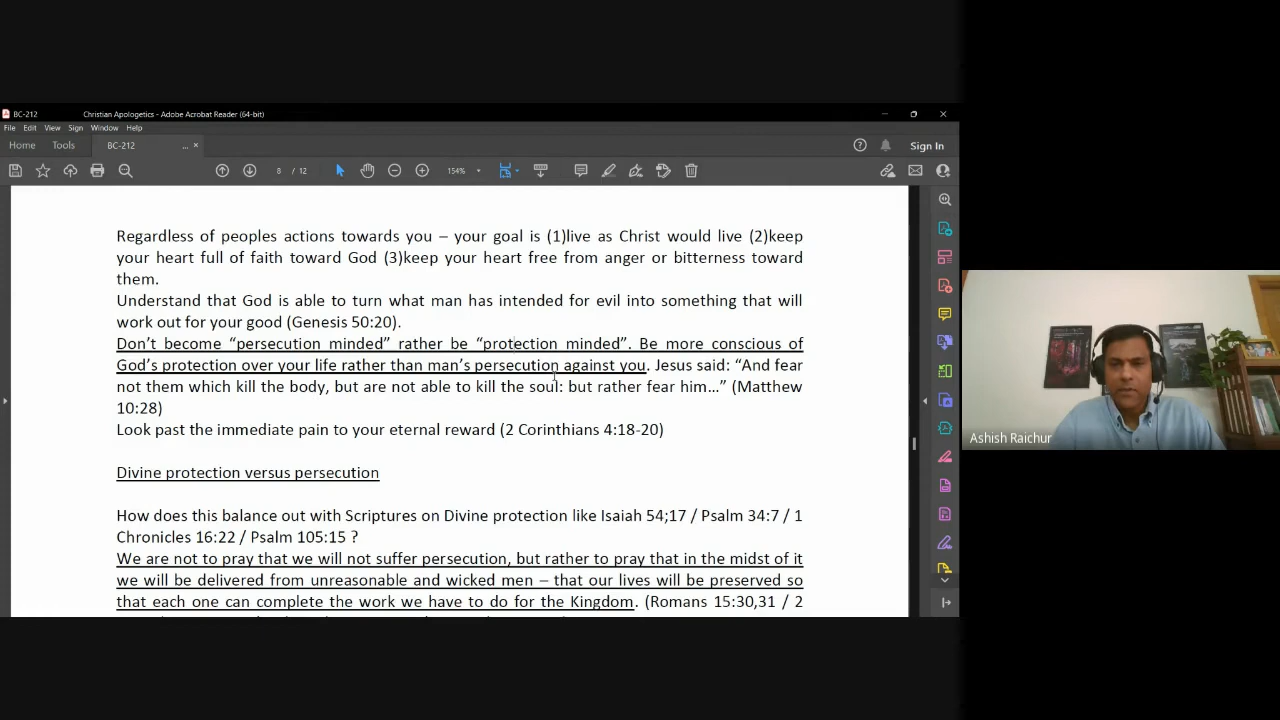 BC-212 Christian Apologetics - Adobe Acrobat Reader (64-bit)
File Edit View Sign Window Help
Home Tools BC-212 ... × Sign In
8 / 12 154%
Regardless of peoples actions towards you – your goal is (1)live as Christ would live (2)keep
your heart full of faith toward God (3)keep your heart free from anger or bitterness toward
them.
Understand that God is able to turn what man has intended for evil into something that will
work out for your good (Genesis 50:20).
Don’t become “persecution minded” rather be “protection minded”. Be more conscious of
God’s protection over your life rather than man’s persecution against you. Jesus said: “And fear
not them which kill the body, but are not able to kill the soul: but rather fear him…” (Matthew
10:28)
Look past the immediate pain to your eternal reward (2 Corinthians 4:18-20)
Divine protection versus persecution
How does this balance out with Scriptures on Divine protection like Isaiah 54;17 / Psalm 34:7 / 1
Chronicles 16:22 / Psalm 105:15 ?
We are not to pray that we will not suffer persecution, but rather to pray that in the midst of it
we will be delivered from unreasonable and wicked men – that our lives will be preserved so
that each one can complete the work we have to do for the Kingdom. (Romans 15:30,31 / 2
Ashish Raichur